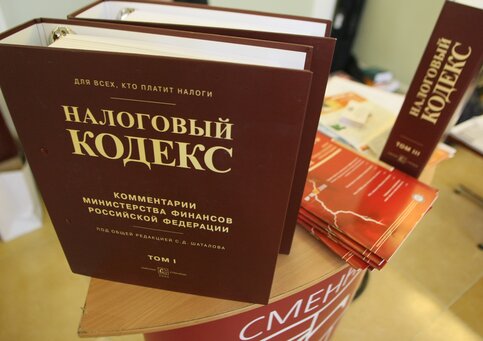 ДЛЯ ВСЕХ, КТО ПЛАТИТ НАЛОГИ
НАЛОГОВЫЙ
КОДЕКС
КОММЕНТАРИИ
МИНИСТЕРСТВА ФИНАНСОВ
РОССИЙСКОЙ ФЕДЕРАЦИИ
ПОД ОБЩЕЙ РЕДАКЦИЕЙ С.Д. ШАТАЛОВА
ТОМ I
НАЛОГОВЫЙ
КОДЕКС
ТОМ III
СМЕНЫ